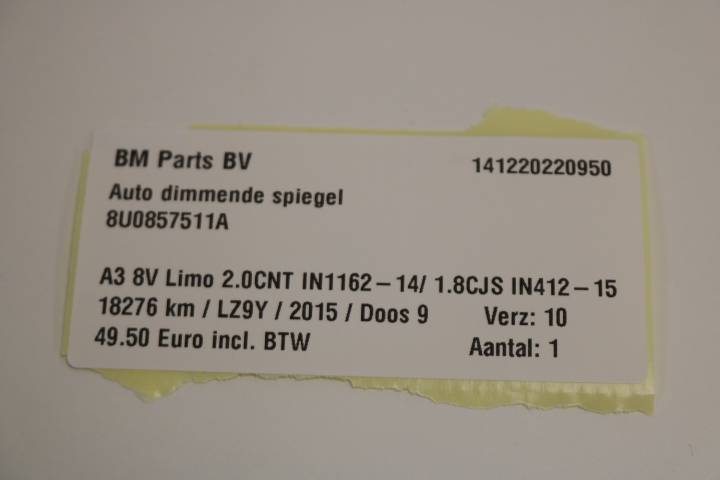 BM Parts BV 141220220950
Auto dimmende spiegel
8U0857511A
A3 8V Limo 2.0CNT IN1162-14/ 1.8CJS IN412-15
18276 km / LZ9Y / 2015 / Doos 9 Verz: 10
49.50 Euro incl. BTW Aantal: 1